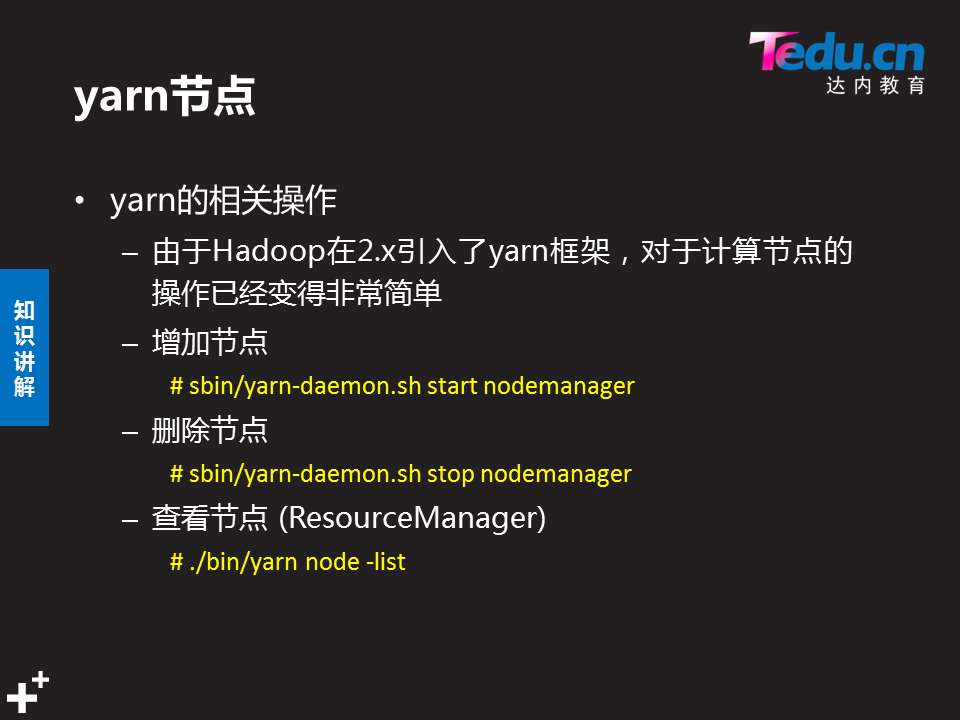 Tedu.cn
达内教育
yarn节点
• yarn的相关操作
– 由于Hadoop在2.x引入了yarn框架，对于计算节点的
操作已经变得非常简单
– 增加节点
# sbin/yarn-daemon.sh start nodemanager
– 删除节点
# sbin/yarn-daemon.sh stop nodemanager
– 查看节点 (ResourceManager)
# ./bin/yarn node -list
知
识
讲
解